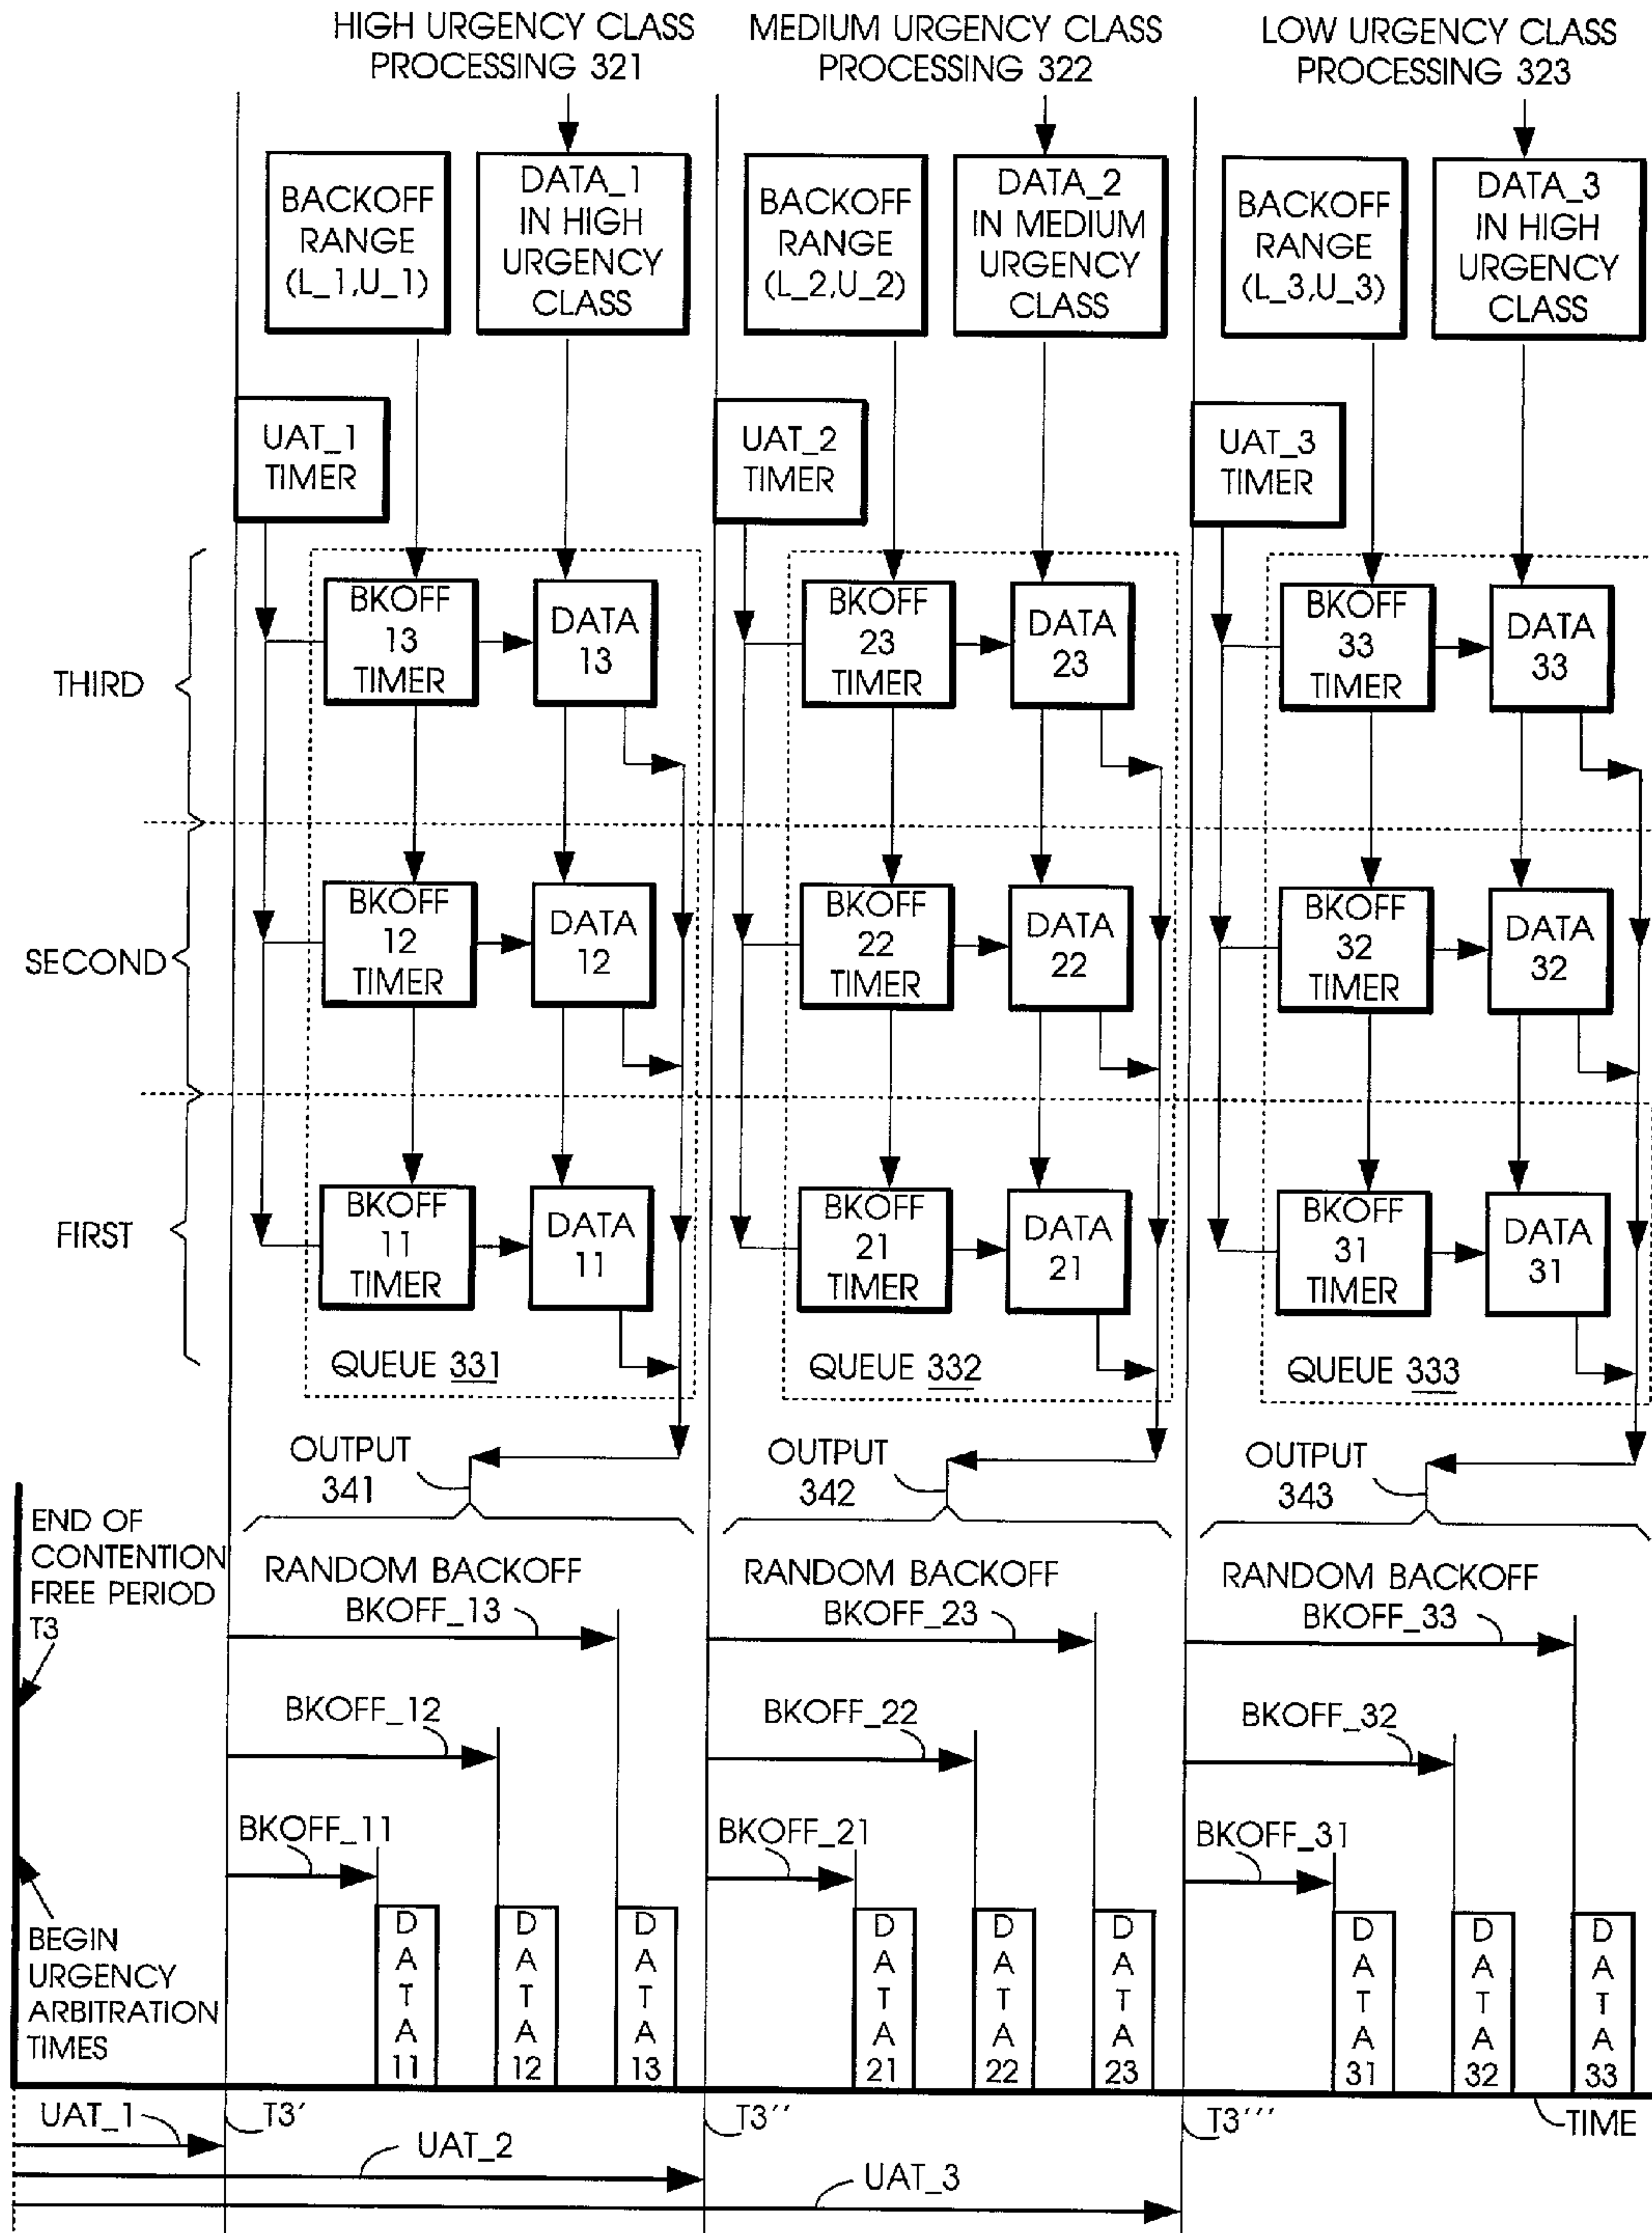 HIGH URGENCY CLASS
PROCESSING 321
MEDIUM URGENCY CLASS
PROCESSING 322
LOW URGENCY CLASS
PROCESSING 323
BACKOFF
RANGE
(L_1,U_1)
DATA_1
IN HIGH
URGENCY
CLASS
BACKOFF
RANGE
(L_2,U_2)
DATA_2
IN MEDIUM
URGENCY
CLASS
BACKOFF
RANGE
(L_3,U_3)
DATA_3
IN HIGH
URGENCY
CLASS
UAT_1
TIMER
UAT_2
TIMER
UAT_3
TIMER
THIRD
BKOFF
13
TIMER
DATA
13
BKOFF
23
TIMER
DATA
23
BKOFF
33
TIMER
DATA
33
SECOND
BKOFF
12
TIMER
DATA
12
BKOFF
22
TIMER
DATA
22
BKOFF
32
TIMER
DATA
32
FIRST
BKOFF
11
TIMER
DATA
11
BKOFF
21
TIMER
DATA
21
BKOFF
31
TIMER
DATA
31
QUEUE 331
QUEUE 332
QUEUE 333
OUTPUT
341
OUTPUT
342
OUTPUT
343
END OF
CONTENTION
FREE PERIOD
T3
RANDOM BACKOFF
BKOFF_13
RANDOM BACKOFF
BKOFF_23
RANDOM BACKOFF
BKOFF_33
BKOFF_12
BKOFF_22
BKOFF_32
BKOFF_11
BKOFF_21
BKOFF_31
BEGIN
URGENCY
ARBITRATION
TIMES
DATA 11
DATA 12
DATA 13
DATA 21
DATA 22
DATA 23
DATA 31
DATA 32
DATA 33
UAT_1
T3'
T3''
T3'''
TIME
UAT_2
UAT_3